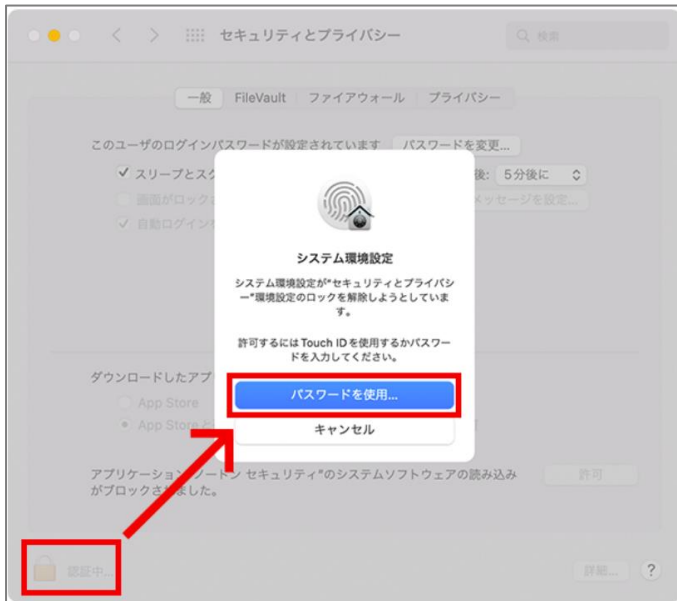 セキュリティとプライバシー
検索
一般 FileVault ファイアウォール プライバシー
このユーザのログインパスワードが設定されています パスワードを変更...
スリープとスク
後: 5分後に
画面がロック
メッセージを設定...
自動ログイン
システム環境設定
システム環境設定が"セキュリティとプライバシ
ー"環境設定のロックを解除しようとしていま
す。
許可するにはTouch IDを使用するかパスワー
ドを入力してください。
パスワードを使用...
キャンセル
ダウンロードしたアプ
App Store
App Storeと
アプリケーション"ノートン セキュリティ"のシステムソフトウェアの読み込み
がブロックされました。
許可
認証中...
詳細... ?